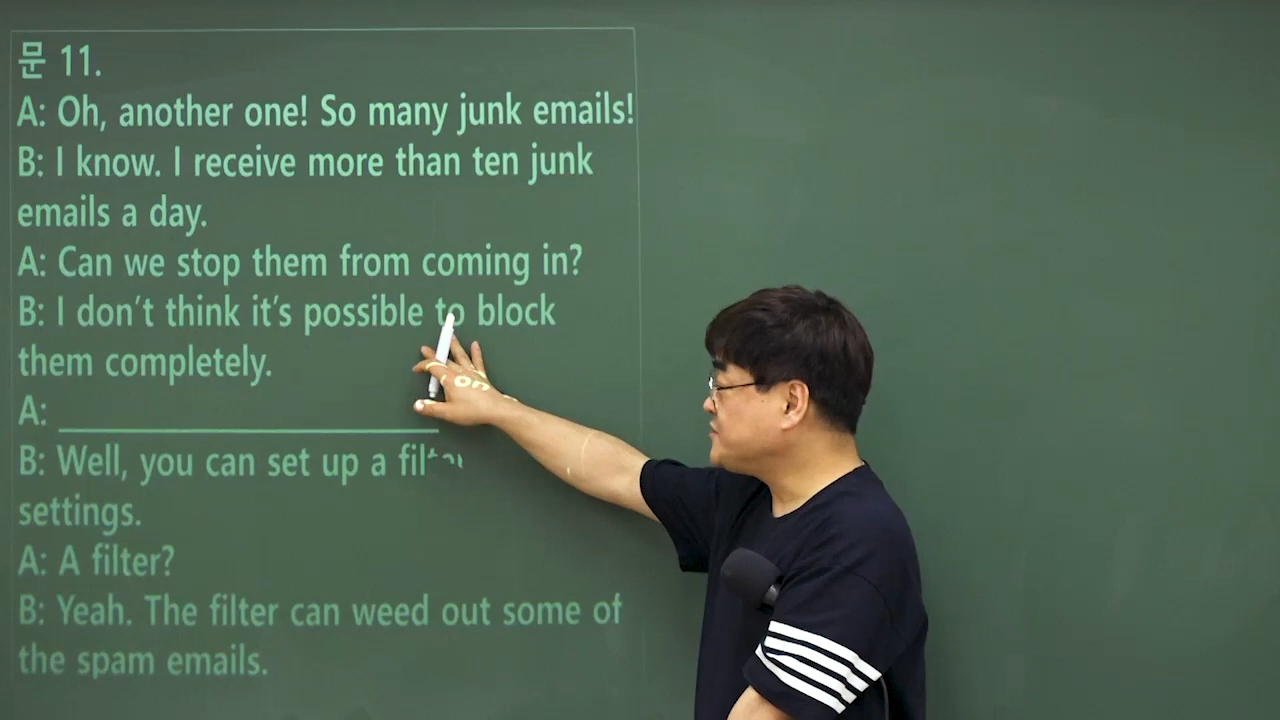 문 11.
A: Oh, another one! So many junk emails!
B: I know. I receive more than ten junk
emails a day.
A: Can we stop them from coming in?
B: I don't think it's possible to block
them completely.
A:
B: Well, you can set up a on
settings.
A: A filter?
B: Yeah. The filter can weed out some of
the spam emails.